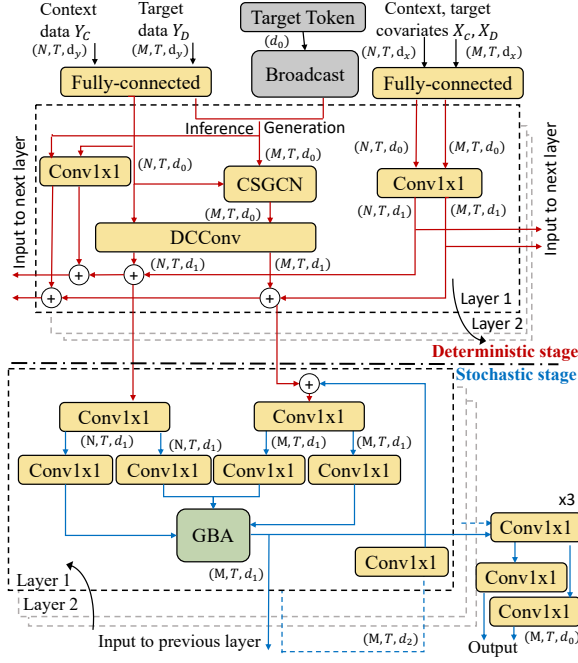 Context
data Y_C
(N,T,d_y)
Target
data Y_D
(M,T,d_y)
Target Token
(d_0)
Broadcast
Context, target
covariates X_C, X_D
(N,T,d_x)
(M,T,d_x)
Fully-connected
Fully-connected
Inference
Generation
Conv1x1
(N,T,d_0)
(M,T,d_0)
CSGCN
(M,T,d_0)
DCConv
(N,T,d_1)
(M,T,d_1)
(N,T,d_0)
(M,T,d_0)
Conv1x1
(N,T,d_1)
(M,T,d_1)
Input to next layer
Input to next layer
+
+
+
+
Layer 1
Layer 2
Deterministic stage
Stochastic stage
+
Conv1x1
Conv1x1
(N,T,d_1)
(N,T,d_1)
(M,T,d_1)
(M,T,d_1)
Conv1x1
Conv1x1
Conv1x1
Conv1x1
GBA
(M,T,d_1)
Conv1x1
x3
Conv1x1
Conv1x1
Conv1x1
Layer 1
Layer 2
Input to previous layer
(M,T,d_2)
(M,T,d_0)
Output